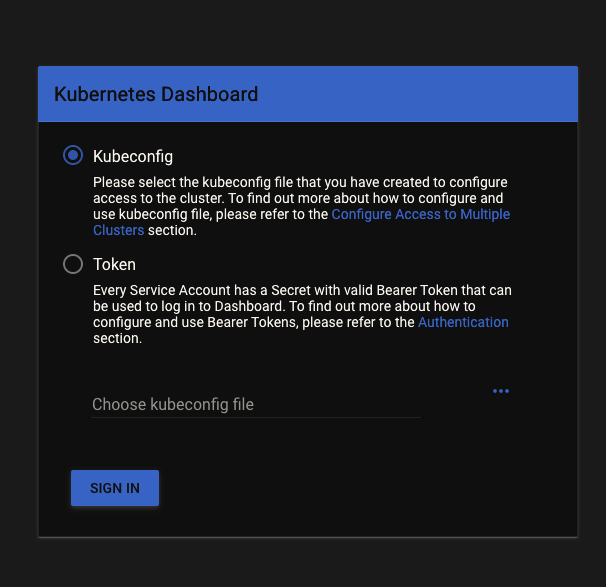 Kubernetes Dashboard
Kubeconfig
Please select the kubeconfig file that you have created to configure
access to the cluster. To find out more about how to configure and
use kubeconfig file, please refer to the Configure Access to Multiple
Clusters section.
Token
Every Service Account has a Secret with valid Bearer Token that can
be used to log in to Dashboard. To find out more about how to
configure and use Bearer Tokens, please refer to the Authentication
section.
Choose kubeconfig file
SIGN IN